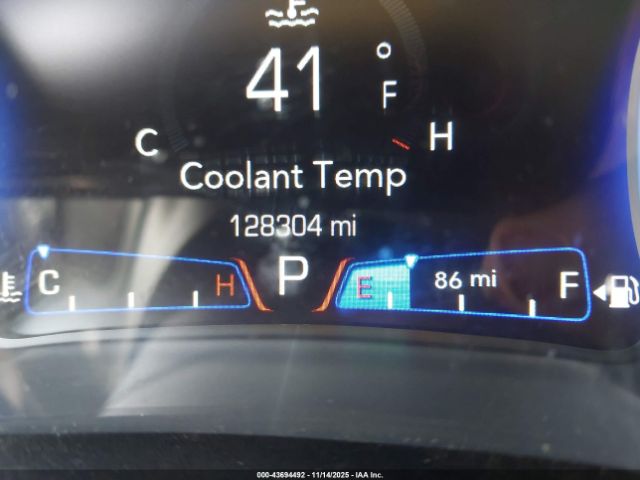 41 °
F
C H
Coolant Temp
128304 mi
C H P E 86 mi F
000-43694492 - 11/14/2025 - IAA Inc.